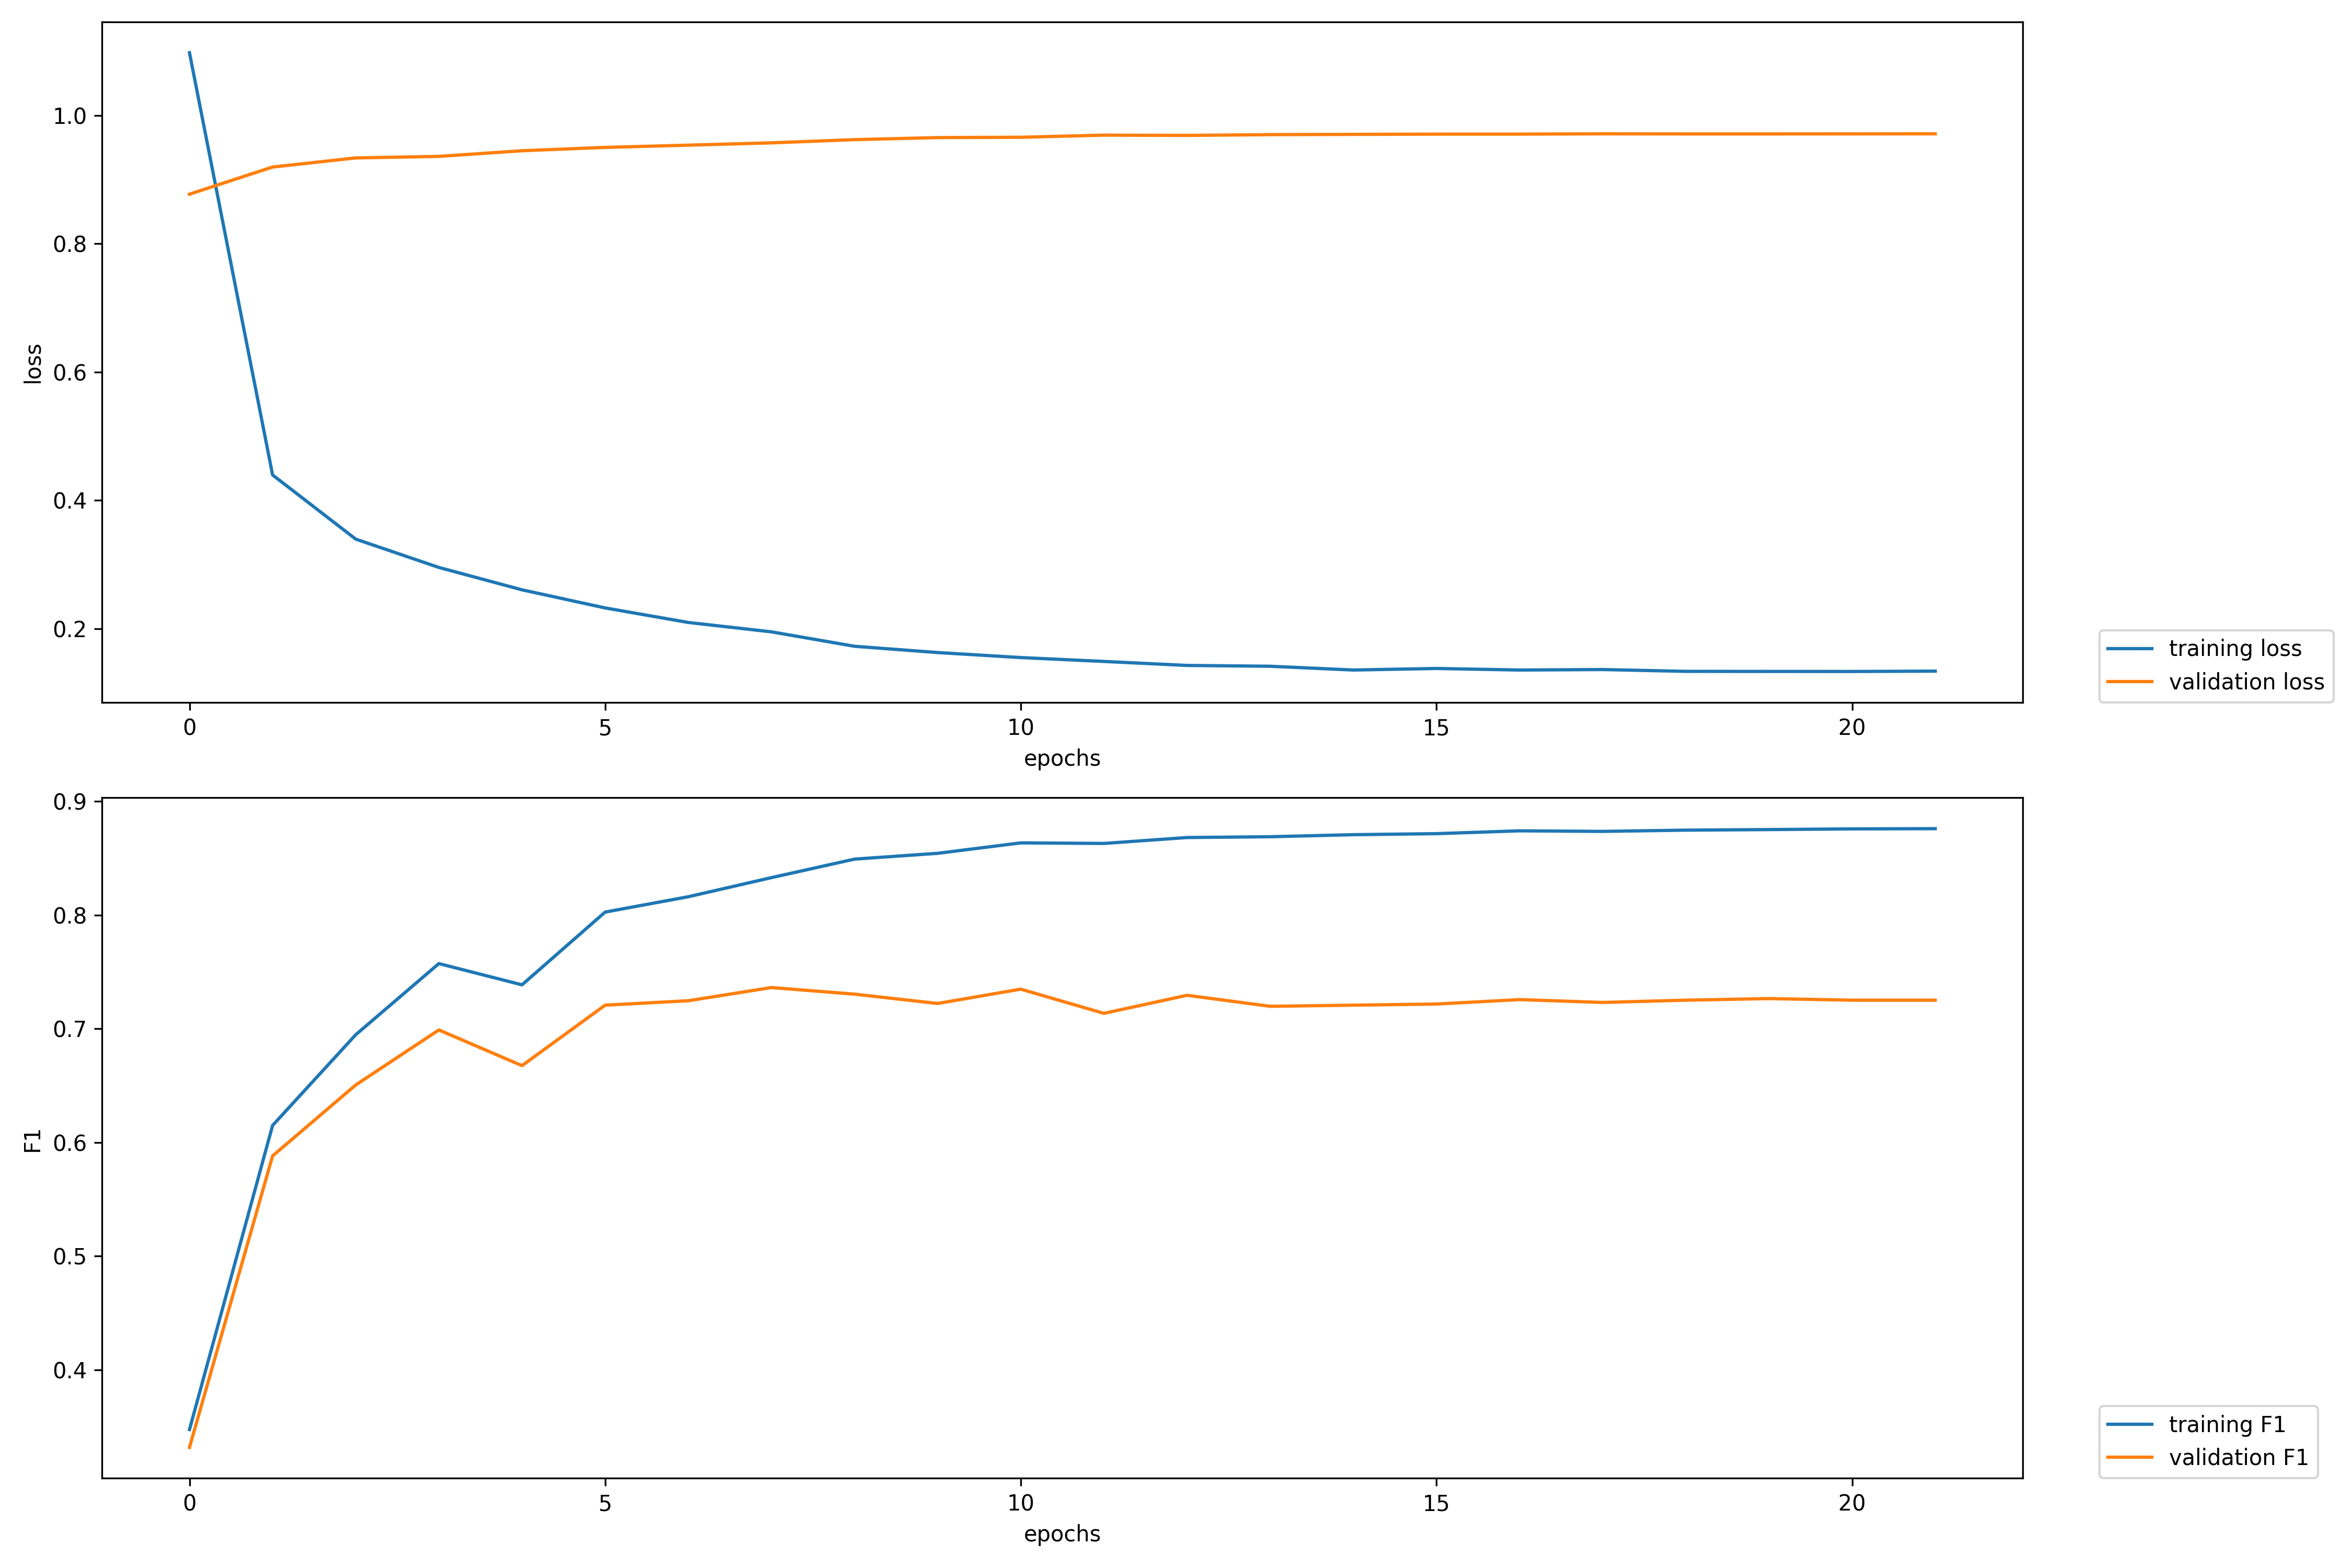 1.0
0.8
0.6
0.4
0.2
loss
0 5 10 15 20
epochs
training loss
validation loss
0.9
0.8
0.7
0.6
0.5
0.4
F1
0 5 10 15 20
epochs
training F1
validation F1